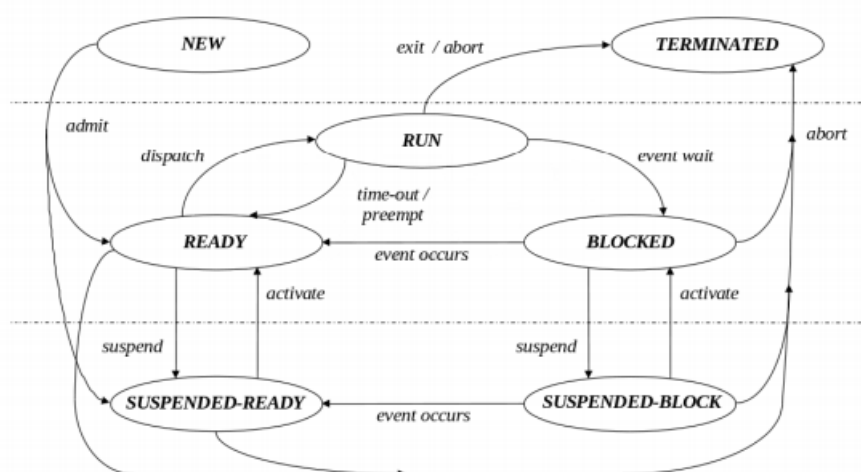 NEW
exit / abort
TERMINATED
admit
RUN
abort
dispatch
event wait
time-out /
preempt
READY
BLOCKED
event occurs
activate
activate
suspend
suspend
SUSPENDED-READY
SUSPENDED-BLOCK
event occurs